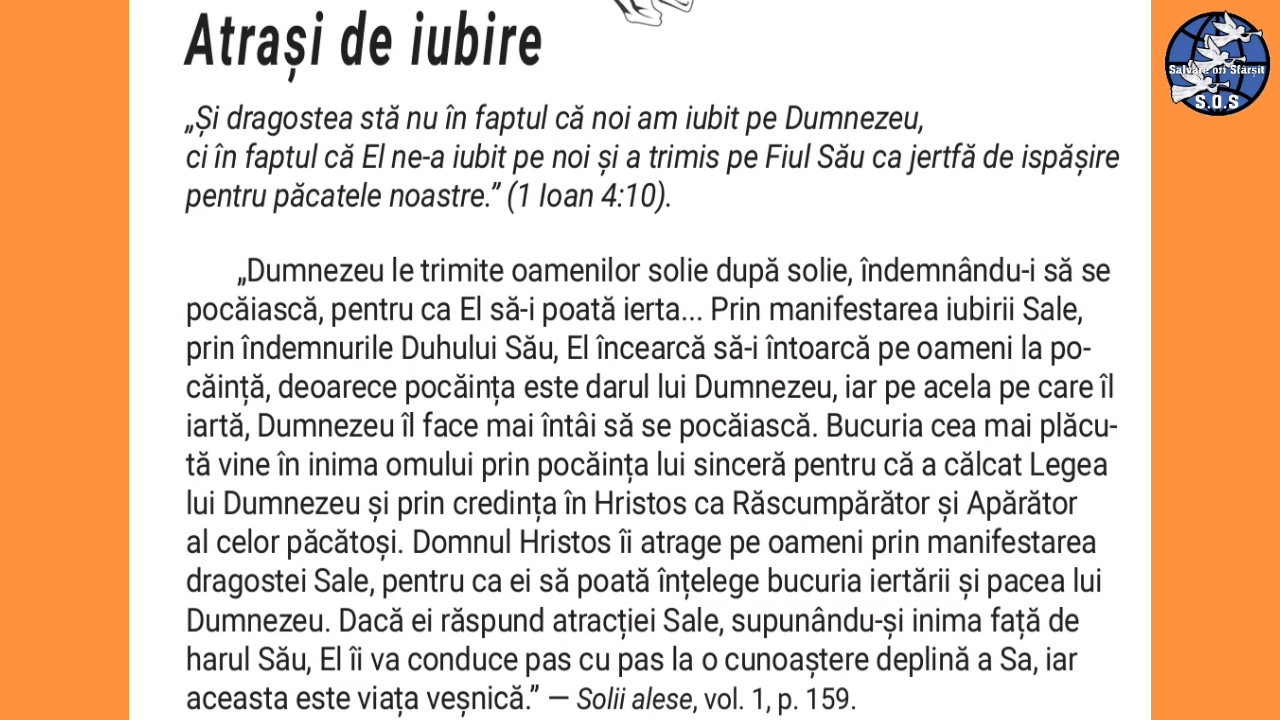 Atrași de iubire
Salvare ori Sfârșit
S.O.S
„Și dragostea stă nu în faptul că noi am iubit pe Dumnezeu,
ci în faptul că El ne-a iubit pe noi și a trimis pe Fiul Său ca jertfă de ispășire
pentru păcatele noastre.” (1 Ioan 4:10).
„Dumnezeu le trimite oamenilor solie după solie, îndemnându-i să se
pocăiască, pentru ca El să-i poată ierta... Prin manifestarea iubirii Sale,
prin îndemnurile Duhului Său, El încearcă să-i întoarcă pe oameni la po-
căință, deoarece pocăința este darul lui Dumnezeu, iar pe acela pe care îl
iartă, Dumnezeu îl face mai întâi să se pocăiască. Bucuria cea mai plăcu-
tă vine în inima omului prin pocăința lui sinceră pentru că a călcat Legea
lui Dumnezeu și prin credința în Hristos ca Răscumpărător și Apărător
al celor păcătoși. Domnul Hristos îi atrage pe oameni prin manifestarea
dragostei Sale, pentru ca ei să poată înțelege bucuria iertării și pacea lui
Dumnezeu. Dacă ei răspund atracției Sale, supunându-și inima față de
harul Său, El îi va conduce pas cu pas la o cunoaștere deplină a Sa, iar
aceasta este viața veșnică.” — Solii alese, vol. 1, p. 159.